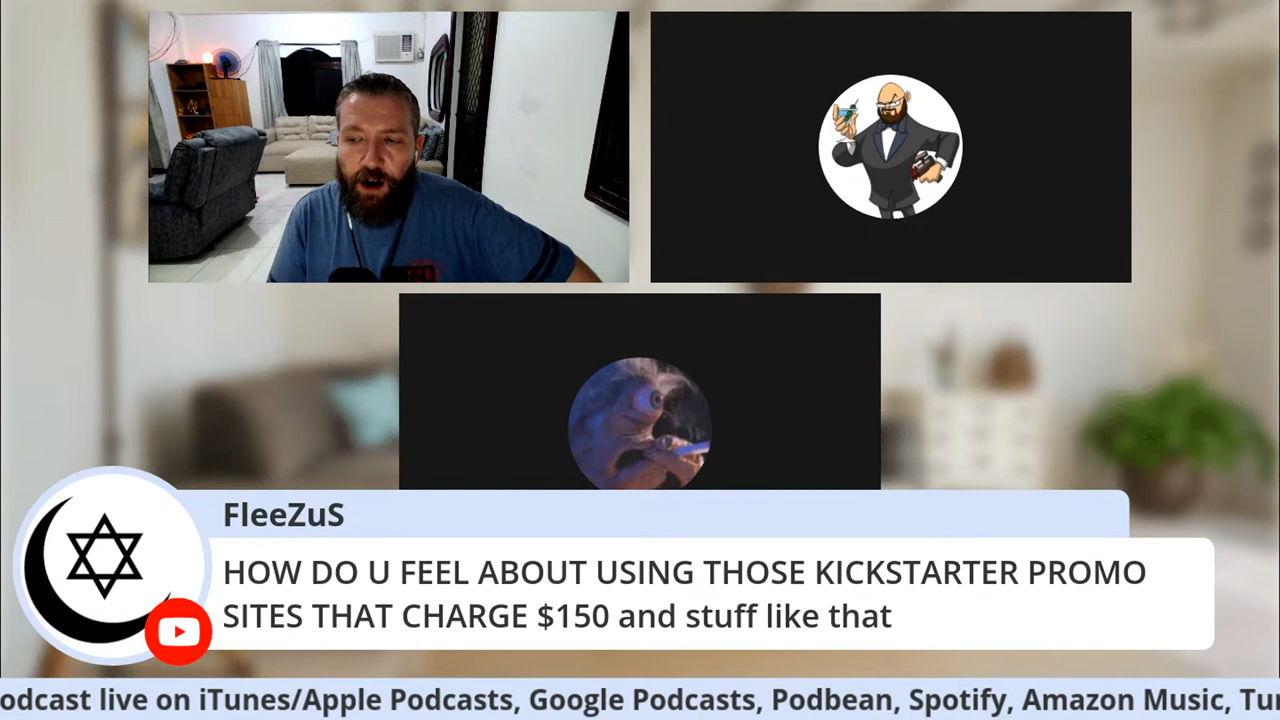 FleeZuS
HOW DO U FEEL ABOUT USING THOSE KICKSTARTER PROMO
SITES THAT CHARGE $150 and stuff like that
odcast live on iTunes/Apple Podcasts, Google Podcasts, Podbean, Spotify, Amazon Music, Tu